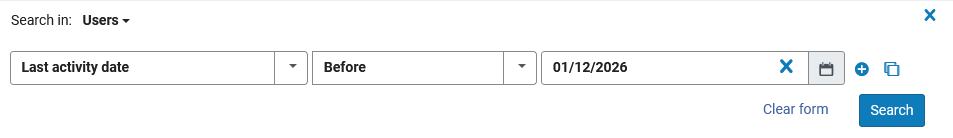 Search in: Users
Last activity date Before 01/12/2026
Clear form Search